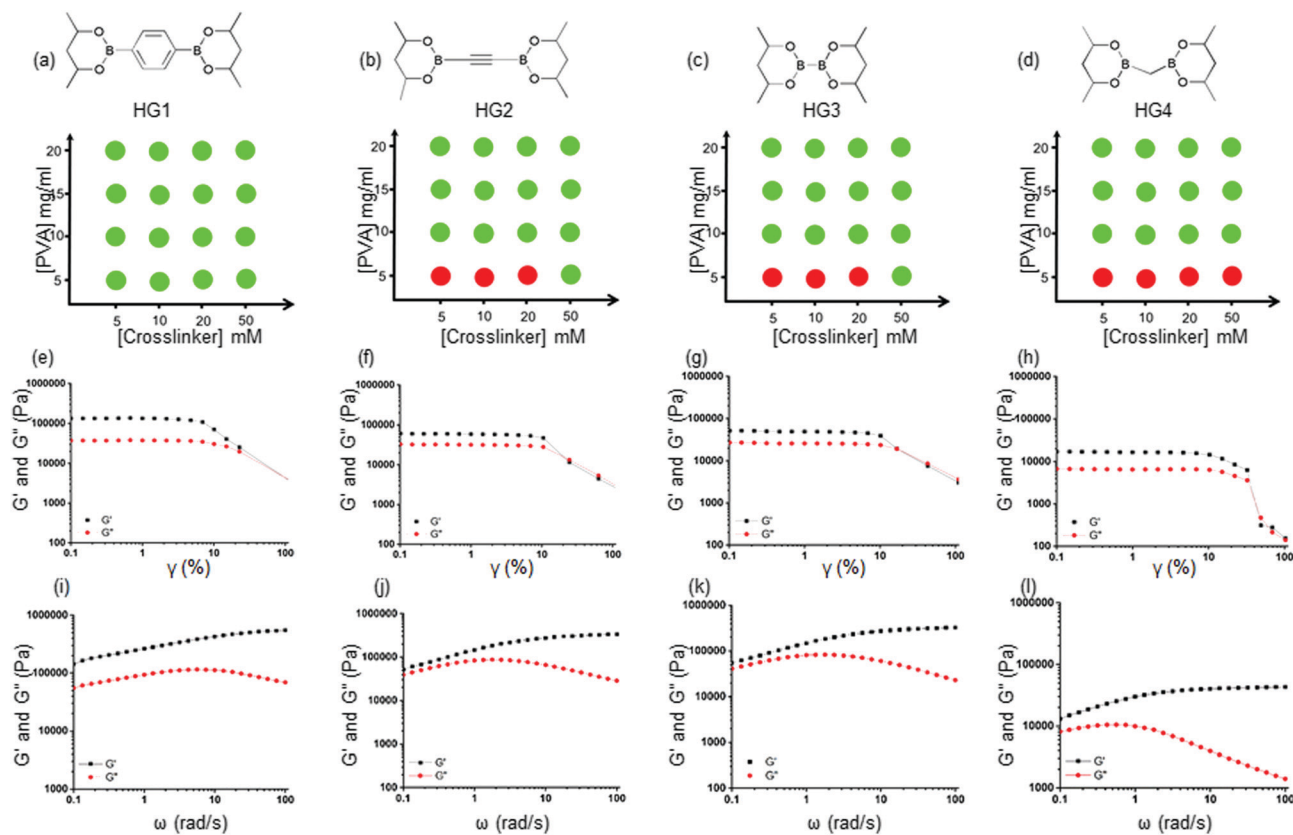 (a)
B
O
O
B
O
O
HG1
(b)
B
O
O
B
O
O
HG2
(c)
B
O
O
B
O
O
HG3
(d)
B
O
O
B
O
O
HG4
[PVA] mg/ml
20
15
10
5
5 10 20 50
[Crosslinker] mM
[PVA] mg/ml
20
15
10
5
5 10 20 50
[Crosslinker] mM
[PVA] mg/ml
20
15
10
5
5 10 20 50
[Crosslinker] mM
[PVA] mg/ml
20
15
10
5
5 10 20 50
[Crosslinker] mM
(e)
G' and G" (Pa)
1000000
100000
10000
1000
100
G'
G"
0.1 1 10 100
γ (%)
(f)
G' and G" (Pa)
1000000
100000
10000
1000
100
G'
G"
0.1 1 10 100
γ (%)
(g)
G' and G" (Pa)
1000000
100000
10000
1000
100
G'
G"
0.1 1 10 100
γ (%)
(h)
G' and G" (Pa)
1000000
100000
10000
1000
100
G'
G"
0.1 1 10 100
γ (%)
(i)
G' and G" (Pa)
1000000
100000
10000
1000
G'
G"
0.1 1 10 100
ω (rad/s)
(j)
G' and G" (Pa)
1000000
100000
10000
1000
100
G'
G"
0.1 1 10 100
ω (rad/s)
(k)
G' and G" (Pa)
1000000
100000
10000
1000
100
G'
G"
0.1 1 10 100
ω (rad/s)
(l)
G' and G" (Pa)
1000000
100000
10000
1000
G'
G"
0.1 1 10 100
ω (rad/s)